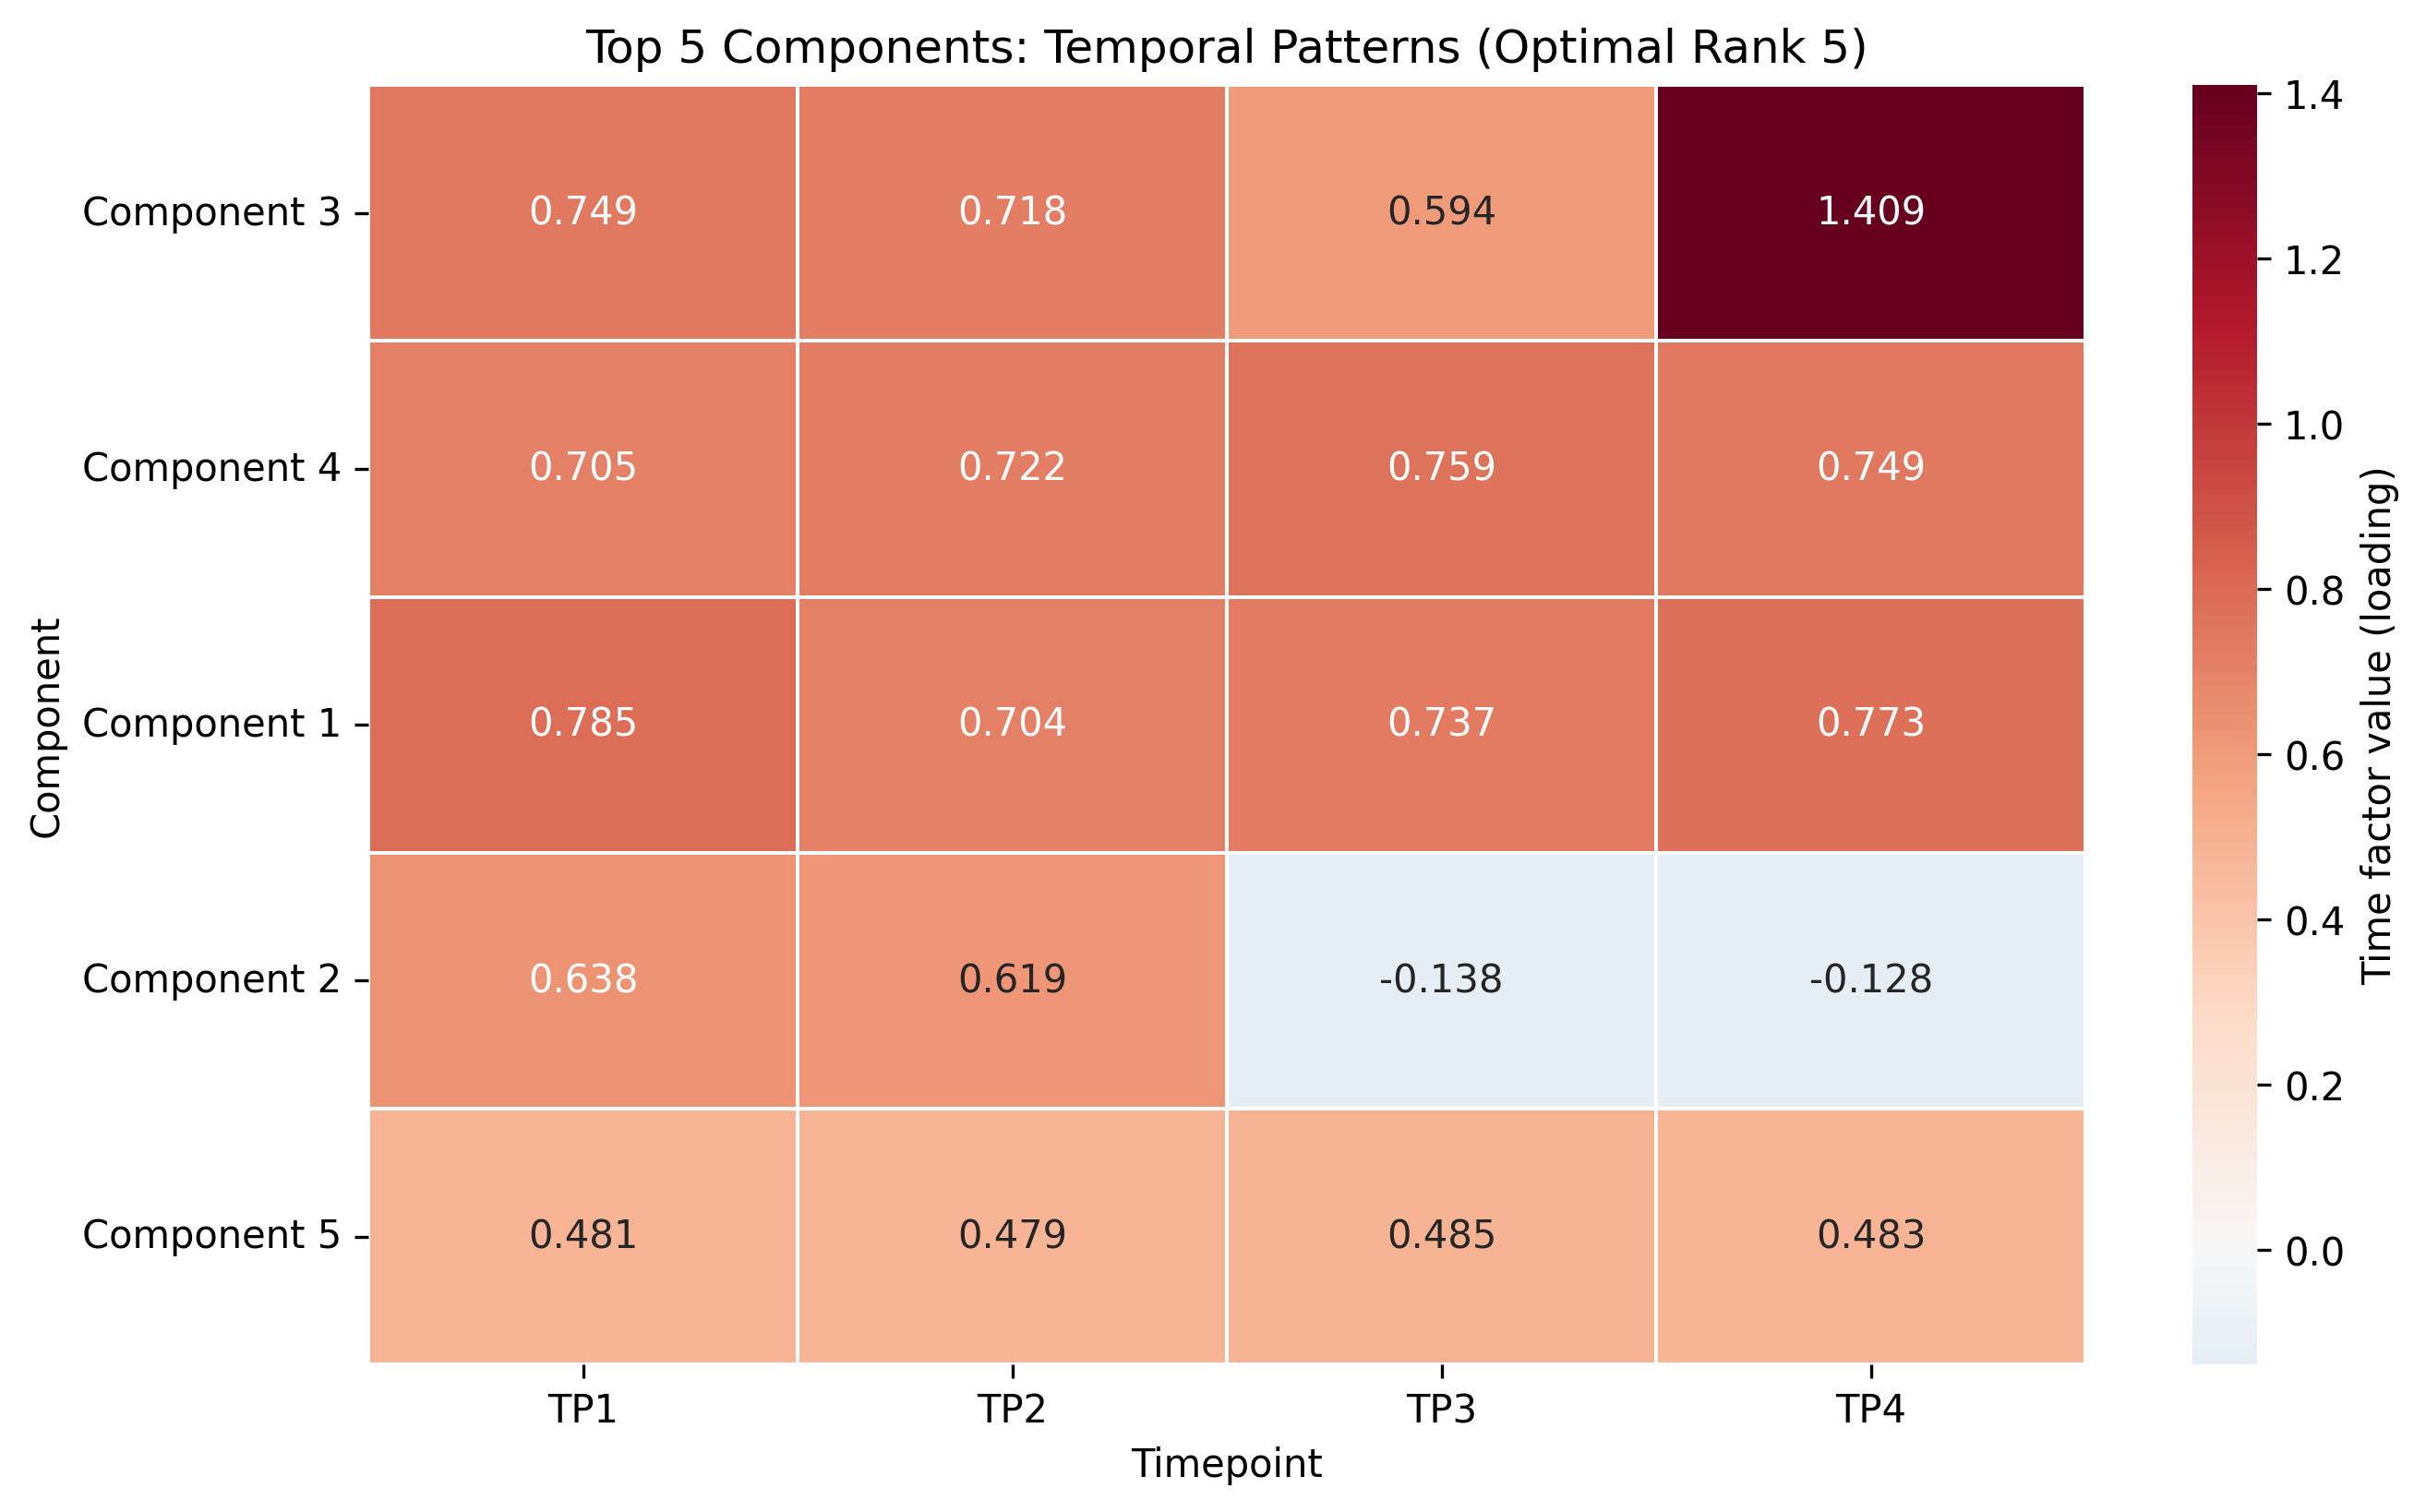 Top 5 Components: Temporal Patterns (Optimal Rank 5)
Component
Component 3
0.749 0.718 0.594 1.409
Component 4
0.705 0.722 0.759 0.749
Component 1
0.785 0.704 0.737 0.773
Component 2
0.638 0.619 -0.138 -0.128
Component 5
0.481 0.479 0.485 0.483
TP1 TP2 TP3 TP4
Timepoint
1.4
1.2
1.0
0.8
0.6
0.4
0.2
0.0
Time factor value (loading)